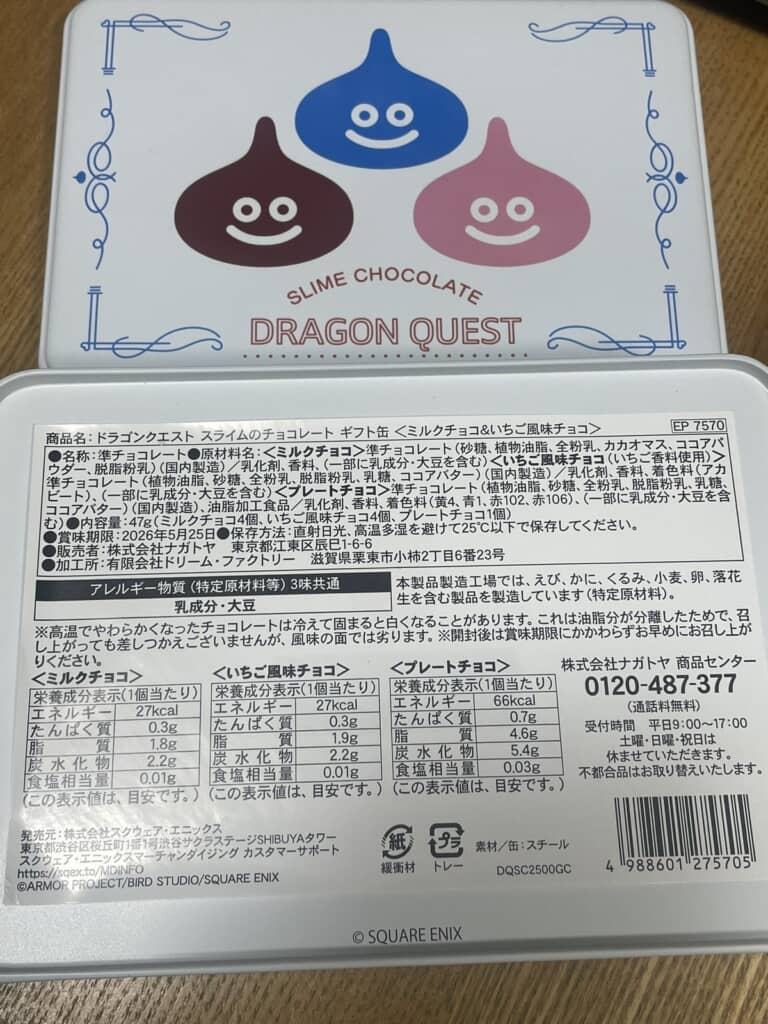 SLIME CHOCOLATE
DRAGON QUEST
商品名:ドラゴンクエスト スライムのチョコレート ギフト缶 <ミルクチョコ&いちご風味チョコ>
EP 7570
●名称:準チョコレート●原材料名:<ミルクチョコ>準チョコレート(砂糖、植物油脂、全粉乳、カカオマス、ココアパ
ウダー、脱脂粉乳)(国内製造)/乳化剤、香料、(一部に乳成分・大豆を含む)<いちご風味チョコ(いちご香料使用)>
準チョコレート(植物油脂、砂糖、全粉乳、脱脂粉乳、乳糖、ココアバター)(国内製造)/乳化剤、香料、着色料(アカ
ビート)、(一部に乳成分・大豆を含む)<プレートチョコ>準チョコレート(植物油脂、砂糖、全粉乳、脱脂粉乳、乳糖、
ココアバター)(国内製造)、油脂加工食品/乳化剤、香料、着色料(黄4、青1、赤102、赤106)、(一部に乳成分・大豆を含
む)●内容量:47g(ミルクチョコ4個、いちご風味チョコ4個、プレートチョコ1個)
●賞味期限:2026年5月25日●保存方法:直射日光、高温多湿を避けて25℃以下で保存してください。
●販売者:株式会社ナガトヤ 東京都江東区辰巳1-6-6
●加工所:有限会社ドリーム・ファクトリー 滋賀県栗東市小柿2丁目6番23号
アレルギー物質(特定原材料等)3味共通
乳成分・大豆
本製品製造工場では、えび、かに、くるみ、小麦、卵、落花
生を含む製品を製造しています(特定原材料)。
※高温でやわらかくなったチョコレートは冷えて固まると白くなることがあります。これは油脂分が分離したためで、召
し上がっても差しつかえございませんが、風味の面では劣ります。※開封後は賞味期限にかかわらずお早めにお召し上が
りください。
<ミルクチョコ>
栄養成分表示(1個当たり)
エネルギー 27kcal
たんぱく質 0.3g
脂質 1.8g
炭水化物 2.2g
食塩相当量 0.01g
(この表示値は、目安です。)
<いちご風味チョコ>
栄養成分表示(1個当たり)
エネルギー 27kcal
たんぱく質 0.3g
脂質 1.9g
炭水化物 2.2g
食塩相当量 0.01g
(この表示値は、目安です。)
<プレートチョコ>
栄養成分表示(1個当たり)
エネルギー 66kcal
たんぱく質 0.7g
脂質 4.6g
炭水化物 5.4g
食塩相当量 0.03g
(この表示値は、目安です。)
株式会社ナガトヤ 商品センター
0120-487-377
(通話料無料)
受付時間 平日9:00〜17:00
土曜・日曜・祝日は
休ませていただきます。
不都合品はお取り替えいたします。
発売元:株式会社スクウェア・エニックス
東京都渋谷区桜丘町1番1号渋谷サクラステージSHIBUYAタワー
スクウェア・エニックスマーチャンダイジング カスタマーサポート
https://sqex.to/MDINFO
©ARMOR PROJECT/BIRD STUDIO/SQUARE ENIX
紙
緩衝材
プラ
トレー
素材/缶:スチール
DQSC2500GC
4 988601 275705
© SQUARE ENIX